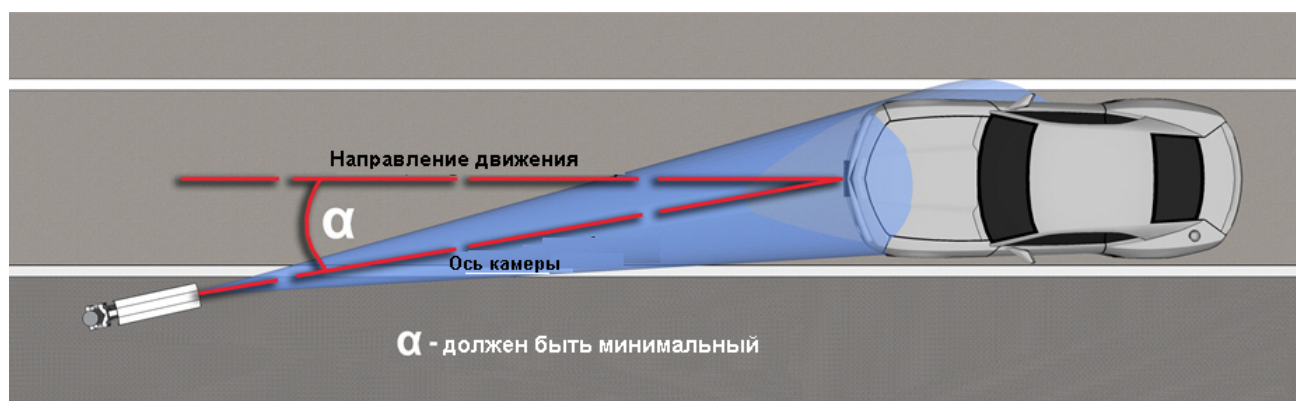 Направление движения
α
Ось камеры
α - должен быть минимальный